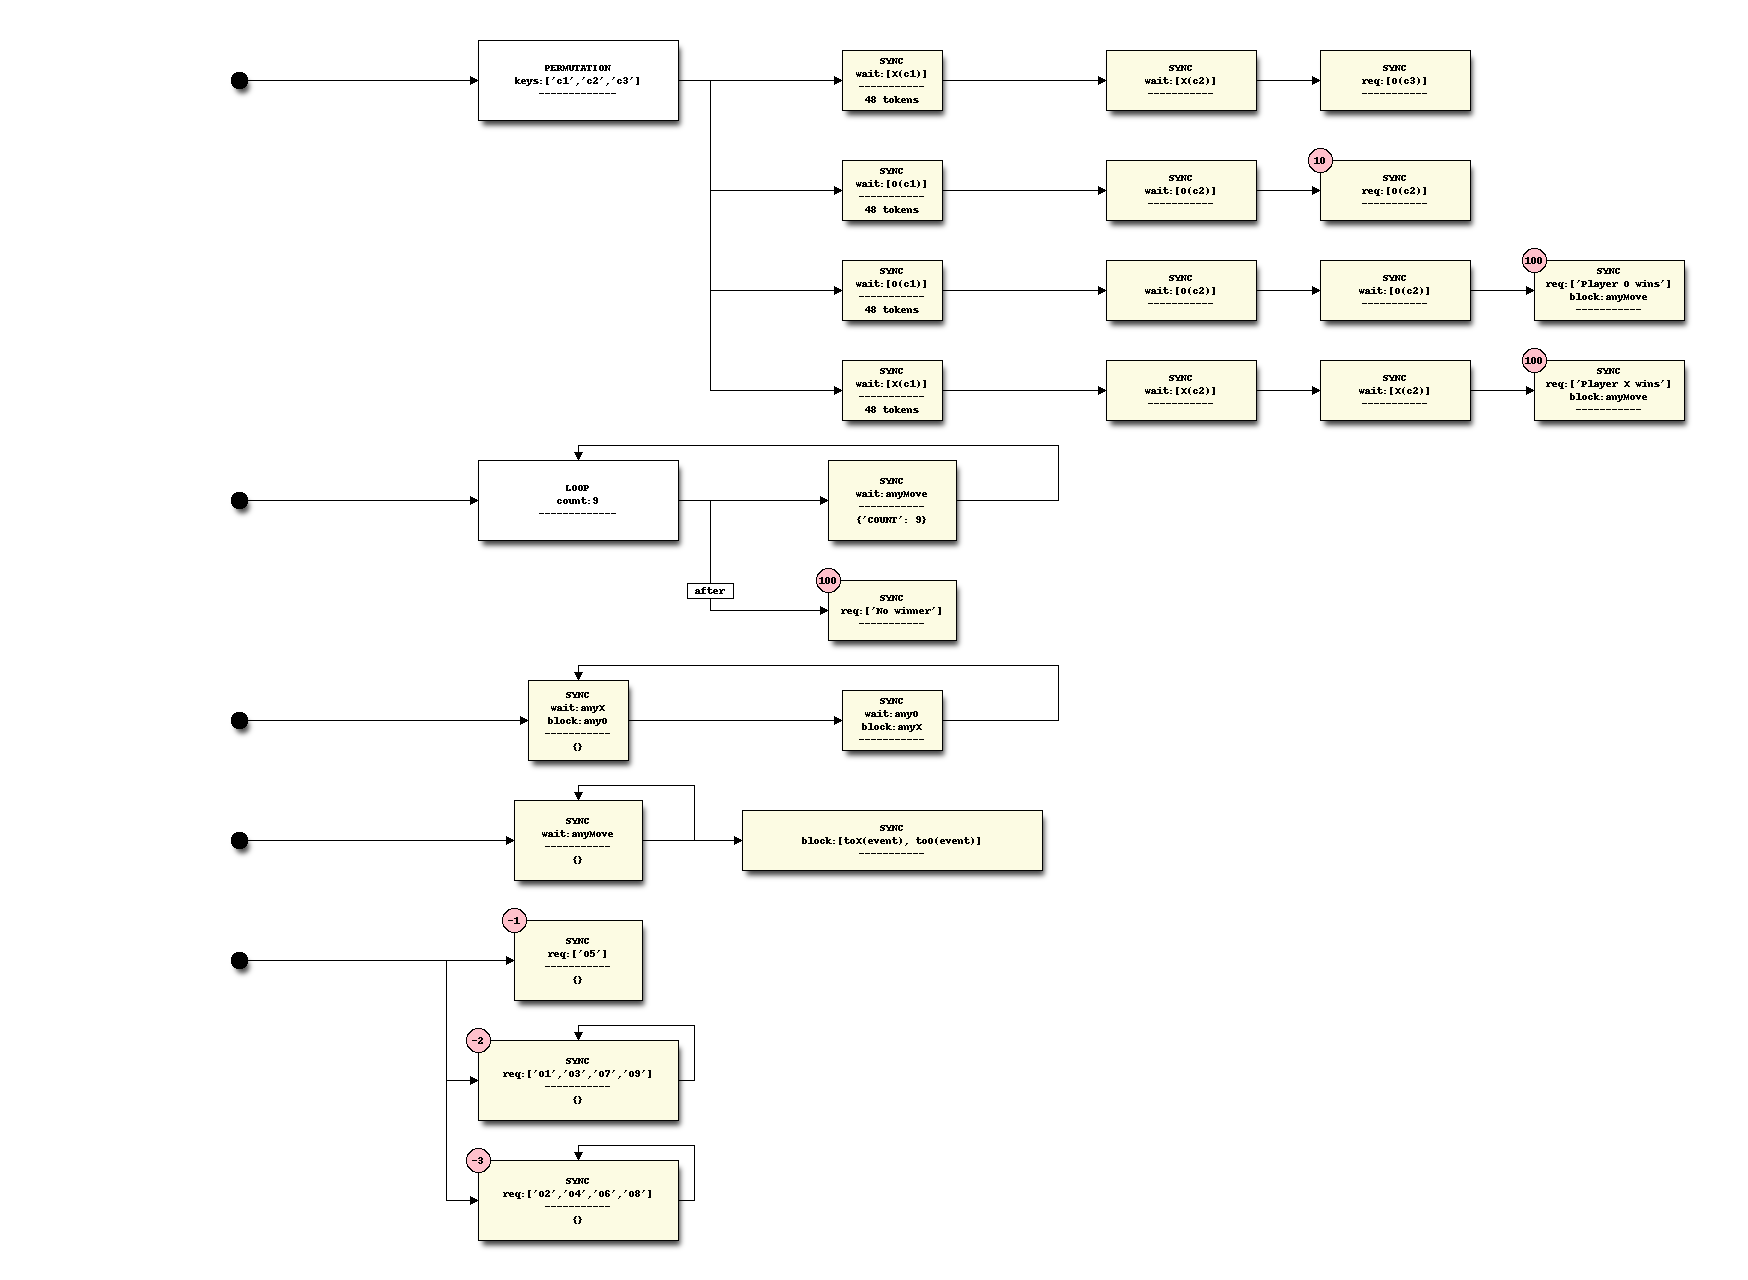 PERMUTATION
keys:['c1','c2','c3']
-------------
SYNC
wait:[X(c1)]
-----------
48 tokens
SYNC
wait:[X(c2)]
-----------
SYNC
req:[O(c3)]
-----------
SYNC
wait:[O(c1)]
-----------
48 tokens
SYNC
wait:[O(c2)]
-----------
10
SYNC
req:[O(c2)]
-----------
SYNC
wait:[O(c1)]
-----------
48 tokens
SYNC
wait:[O(c2)]
-----------
SYNC
wait:[O(c2)]
-----------
100
SYNC
req:['Player O wins']
block:anyMove
-----------
SYNC
wait:[X(c1)]
-----------
48 tokens
SYNC
wait:[X(c2)]
-----------
SYNC
wait:[X(c2)]
-----------
100
SYNC
req:['Player X wins']
block:anyMove
-----------
LOOP
count:9
-------------
SYNC
wait:anyMove
-----------
{'COUNT': 9}
after
100
SYNC
req:['No winner']
-----------
SYNC
wait:anyX
block:anyO
-----------
{}
SYNC
wait:anyO
block:anyX
-----------
SYNC
wait:anyMove
-----------
{}
SYNC
block:[toX(event), toO(event)]
-----------
-1
SYNC
req:['O5']
-----------
{}
-2
SYNC
req:['O1','O3','O7','O9']
-----------
{}
-3
SYNC
req:['O2','O4','O6','O8']
-----------
{}